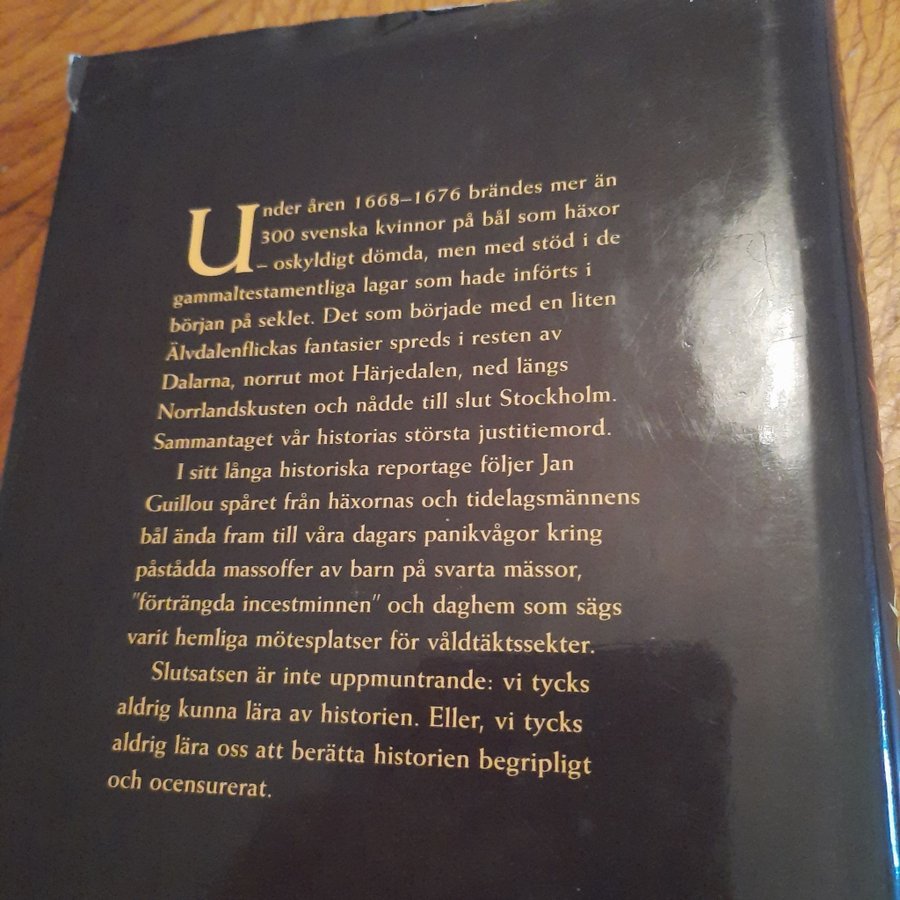 Under åren 1668–1676 brändes mer än
300 svenska kvinnor på bål som häxor
– oskyldigt dömda, men med stöd i de
gammaltestamentliga lagar som hade införts i
början på seklet. Det som började med en liten
Älvdalenflickas fantasier spreds i resten av
Dalarna, norrut mot Härjedalen, ned längs
Norrlandskusten och nådde till slut Stockholm.
Sammantaget vår historias största justitiemord.
I sitt långa historiska reportage följer Jan
Guillou spåret från häxornas och tidelagsmännens
bål ända fram till våra dagars panikvågor kring
påstådda massoffer av barn på svarta mässor,
"förträngda incestminnen" och daghem som sägs
varit hemliga mötesplatser för våldtäktssekter.
Slutsatsen är inte uppmuntrande: vi tycks
aldrig kunna lära av historien. Eller, vi tycks
aldrig lära oss att berätta historien begripligt
och ocensurerat.